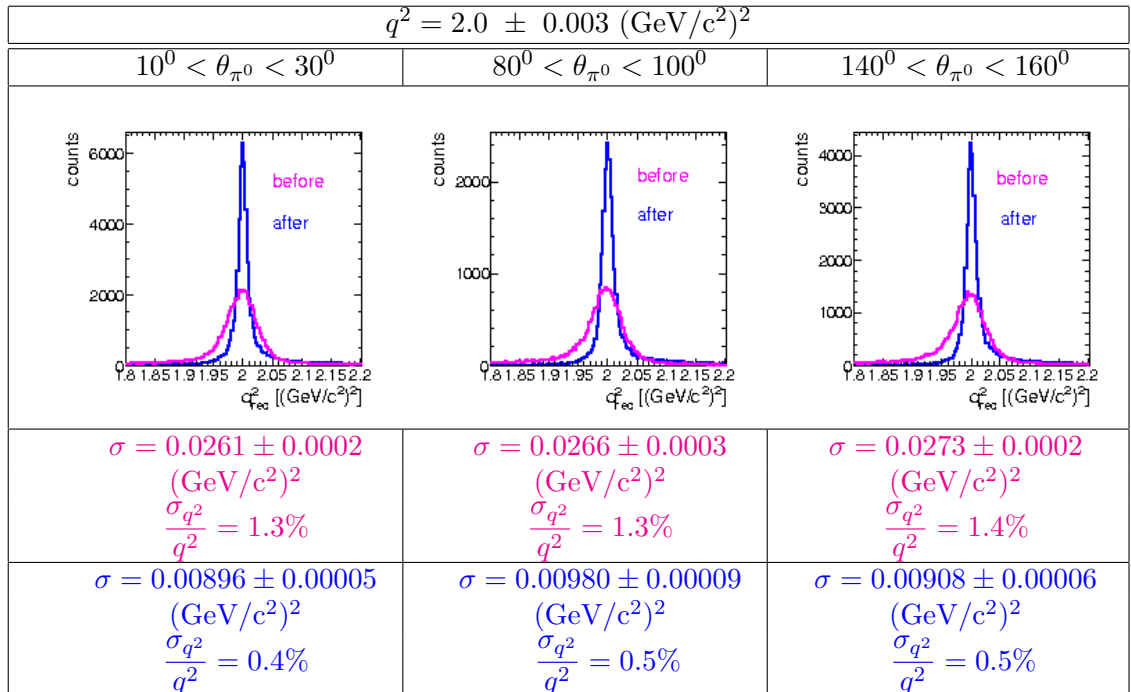 q² = 2.0 ± 0.003 (GeV/c²)²
10⁰ < θ_π⁰ < 30⁰
80⁰ < θ_π⁰ < 100⁰
140⁰ < θ_π⁰ < 160⁰
counts
6000
4000
2000
0
before
after
1.8 1.85 1.9 1.95 2 2.05 2.1 2.15 2.2
q²_rec [(GeV/c²)²]
counts
2000
1000
0
before
after
1.8 1.85 1.9 1.95 2 2.05 2.1 2.15 2.2
q²_rec [(GeV/c²)²]
counts
4000
3000
2000
1000
0
before
after
1.8 1.85 1.9 1.95 2 2.05 2.1 2.15 2.2
q²_rec [(GeV/c²)²]
σ = 0.0261 ± 0.0002
(GeV/c²)²
σ_q²/q² = 1.3%
σ = 0.0266 ± 0.0003
(GeV/c²)²
σ_q²/q² = 1.3%
σ = 0.0273 ± 0.0002
(GeV/c²)²
σ_q²/q² = 1.4%
σ = 0.00896 ± 0.00005
(GeV/c²)²
σ_q²/q² = 0.4%
σ = 0.00980 ± 0.00009
(GeV/c²)²
σ_q²/q² = 0.5%
σ = 0.00908 ± 0.00006
(GeV/c²)²
σ_q²/q² = 0.5%